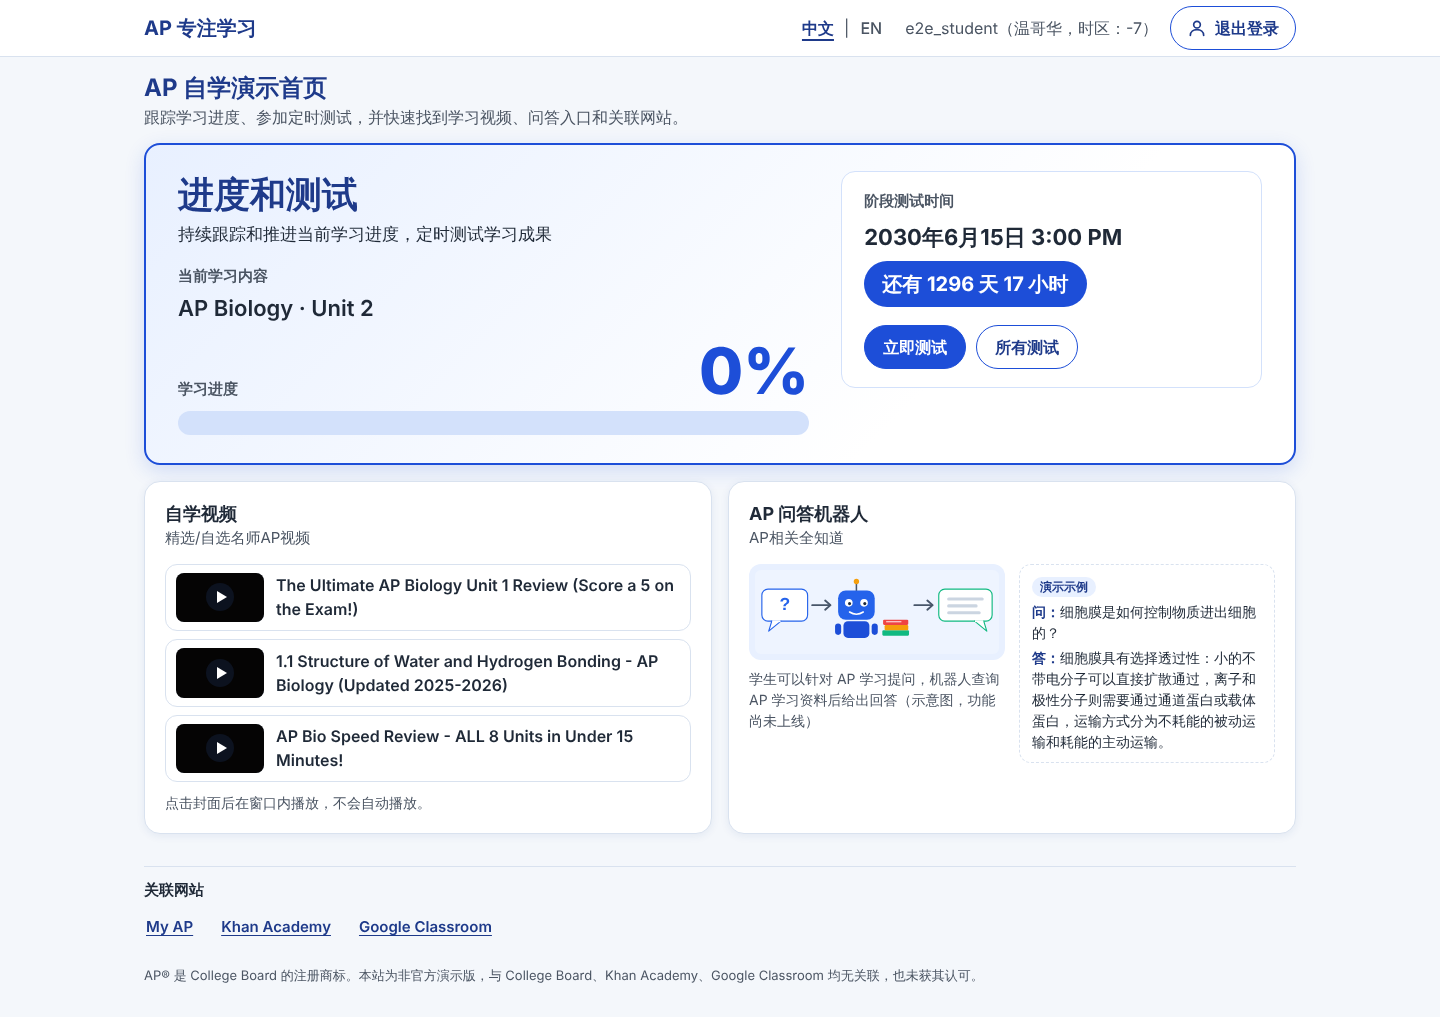 AP 专注学习
中文 | EN e2e_student（温哥华，时区：-7） 退出登录
AP 自学演示首页
跟踪学习进度、参加定时测试，并快速找到学习视频、问答入口和关联网站。
进度和测试
持续跟踪和推进当前学习进度，定时测试学习成果
当前学习内容
AP Biology · Unit 2
学习进度
0%
阶段测试时间
2030年6月15日 3:00 PM
还有 1296 天 17 小时
立即测试 所有测试
自学视频
精选/自选名师AP视频
The Ultimate AP Biology Unit 1 Review (Score a 5 on
the Exam!)
1.1 Structure of Water and Hydrogen Bonding - AP
Biology (Updated 2025-2026)
AP Bio Speed Review - ALL 8 Units in Under 15
Minutes!
点击封面后在窗口内播放，不会自动播放。
AP 问答机器人
AP相关全知道
?
学生可以针对 AP 学习提问，机器人查询
AP 学习资料后给出回答（示意图，功能
尚未上线）
演示示例
问：细胞膜是如何控制物质进出细胞
的？
答：细胞膜具有选择透过性：小的不
带电分子可以直接扩散通过，离子和
极性分子则需要通过通道蛋白或载体
蛋白，运输方式分为不耗能的被动运
输和耗能的主动运输。
关联网站
My AP Khan Academy Google Classroom
AP® 是 College Board 的注册商标。本站为非官方演示版，与 College Board、Khan Academy、Google Classroom 均无关联，也未获其认可。